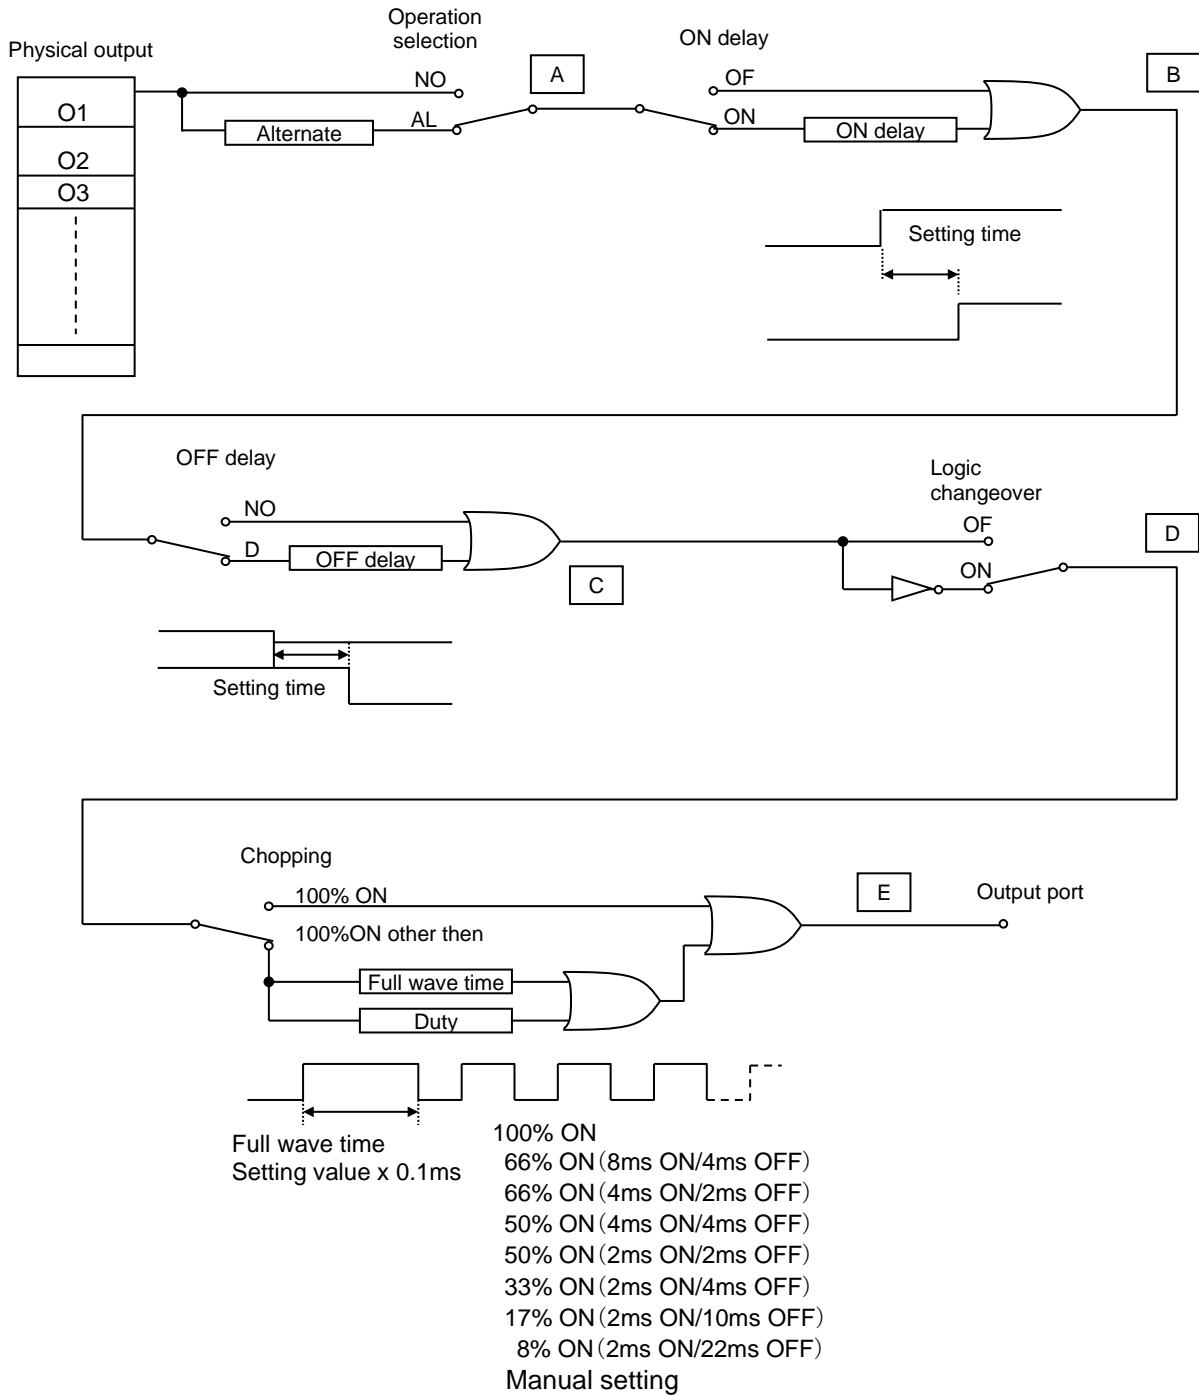 Physical output
Operation
selection
ON delay
O1
O2
O3
NO
AL
Alternate
A
OF
ON
ON delay
B
Setting time
OFF delay
NO
D
OFF delay
C
Logic
changeover
OF
ON
D
Setting time
Chopping
100% ON
100%ON other then
Full wave time
Duty
E
Output port
Full wave time
Setting value x 0.1ms
100% ON
66% ON（8ms ON/4ms OFF）
66% ON（4ms ON/2ms OFF）
50% ON（4ms ON/4ms OFF）
50% ON（2ms ON/2ms OFF）
33% ON（2ms ON/4ms OFF）
17% ON（2ms ON/10ms OFF）
8% ON（2ms ON/22ms OFF）
Manual setting